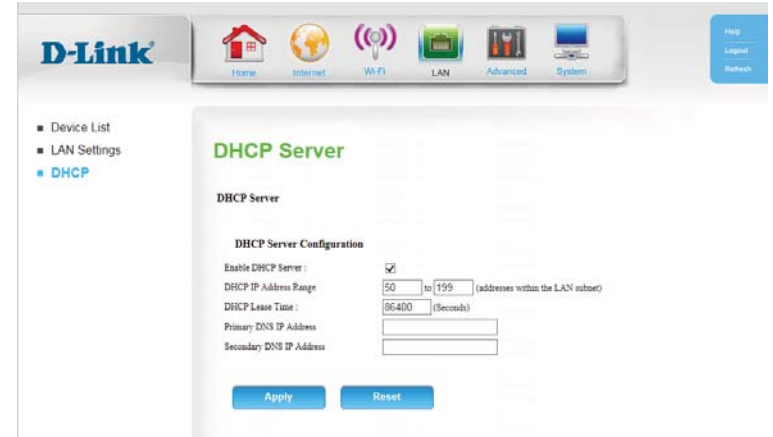 D-Link
Home
Internet
Wi-Fi
LAN
Advanced
System
Help
Logout
Refresh
Device List
LAN Settings
DHCP
DHCP Server
DHCP Server
DHCP Server Configuration
Enable DHCP Server :
DHCP IP Address Range 50 to 199 (addresses within the LAN subnet)
DHCP Lease Time : 86400 (Seconds)
Primary DNS IP Address
Secondary DNS IP Address
Apply Reset